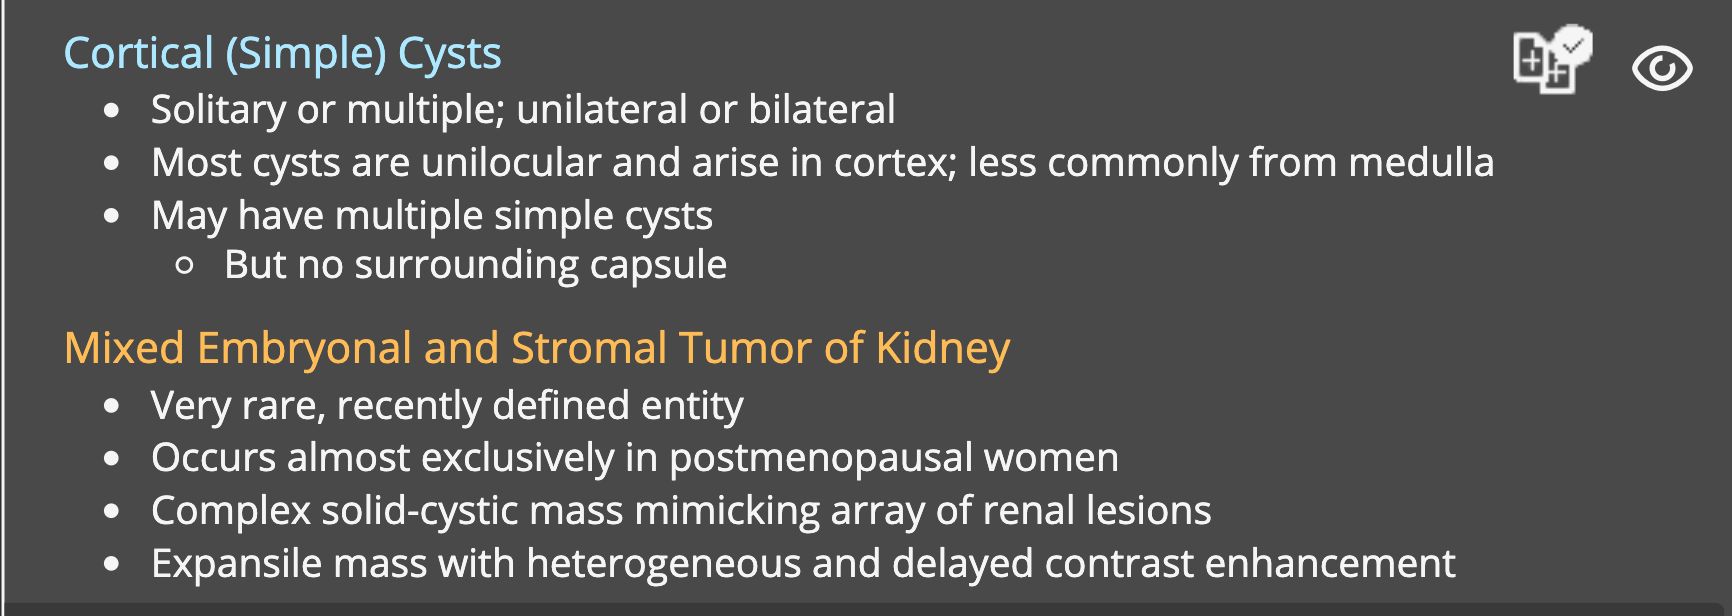 Cortical (Simple) Cysts
• Solitary or multiple; unilateral or bilateral
• Most cysts are unilocular and arise in cortex; less commonly from medulla
• May have multiple simple cysts
○ But no surrounding capsule
Mixed Embryonal and Stromal Tumor of Kidney
• Very rare, recently defined entity
• Occurs almost exclusively in postmenopausal women
• Complex solid-cystic mass mimicking array of renal lesions
• Expansile mass with heterogeneous and delayed contrast enhancement